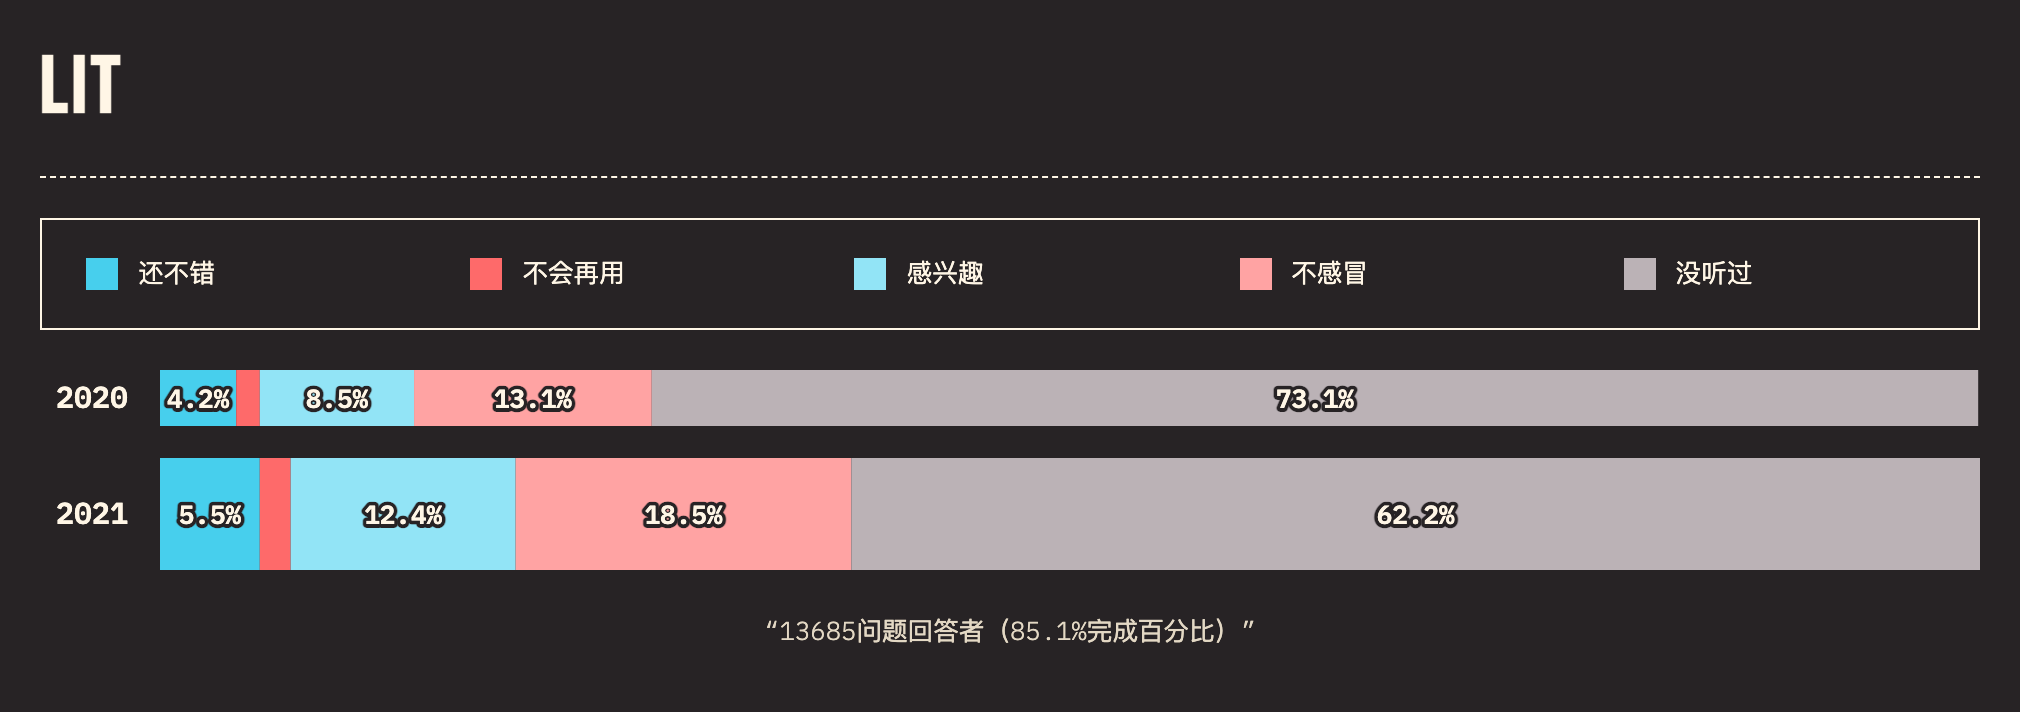 LIT
还不错 不会再用 感兴趣 不感冒 没听过
2020 4.2% 8.5% 13.1% 73.1%
2021 5.5% 12.4% 18.5% 62.2%
“13685问题回答者（85.1%完成百分比）”